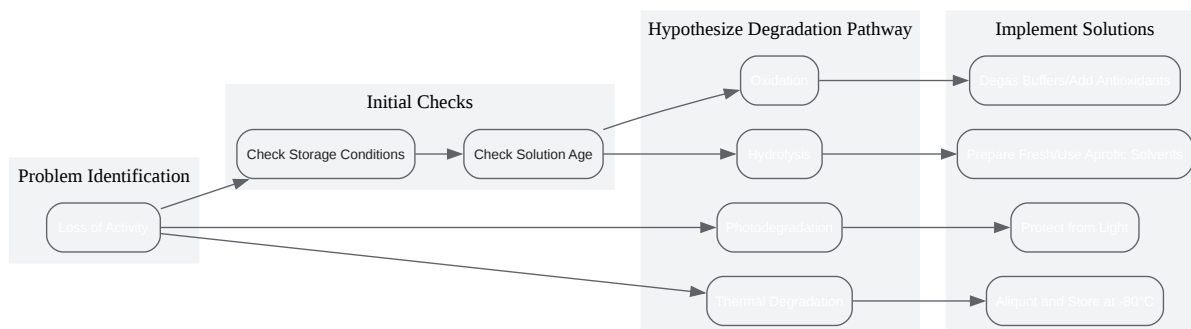 Problem Identification
Loss of Activity
Initial Checks
Check Storage Conditions
Check Solution Age
Hypothesize Degradation Pathway
Oxidation
Hydrolysis
Photodegradation
Thermal Degradation
Implement Solutions
Degas Buffers/Add Antioxidants
Prepare Fresh/Use Aprotic Solvents
Protect from Light
Aliquot and Store at -80°C